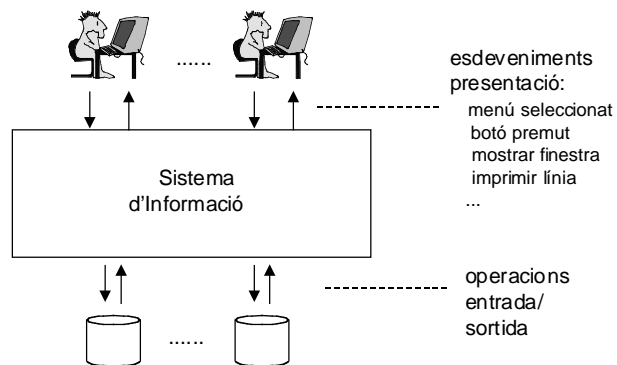 ......
esdeveniments
presentació:
menú seleccionat
botó premut
mostrar finestra
imprimir línia
...
Sistema
d'Informació
operacions
entrada/
sortida
......